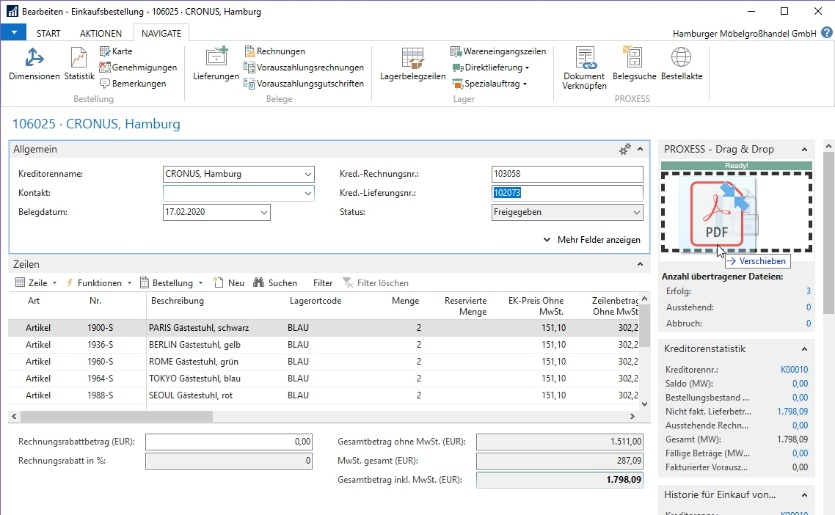 Bearbeiten - Einkaufsbestellung - 106025 · CRONUS, Hamburg
START AKTIONEN NAVIGATE Hamburger Möbelgroßhandel GmbH ?
Dimensionen Statistik Karte Genehmigungen Bemerkungen
Bestellung
Lieferungen Rechnungen Vorauszahlungsrechnungen Vorauszahlungsgutschriften
Belege
Lagerbelegzeilen Wareneingangszeilen Direktlieferung Spezialauftrag
Lager
Dokument Verknüpfen Belegsuche Bestellakte
PROXESS
106025 · CRONUS, Hamburg
Allgemein
Kreditorenname: CRONUS, Hamburg Kred.-Rechnungsnr.: 103058
Kontakt: Kred.-Lieferungsnr.: 102073
Belegdatum: 17.02.2020 Status: Freigegeben
Mehr Felder anzeigen
Zeilen
Zeile Funktionen Bestellung Neu Suchen Filter Filter löschen
Art Nr. Beschreibung Lagerortcode Menge Reservierte Menge EK-Preis Ohne MwSt. Zeilenbetrag Ohne MwSt.
Artikel 1900-S PARIS Gästestuhl, schwarz BLAU 2 151,10 302,2
Artikel 1936-S BERLIN Gästestuhl, gelb BLAU 2 151,10 302,2
Artikel 1960-S ROME Gästestuhl, grün BLAU 2 151,10 302,2
Artikel 1964-S TOKYO Gästestuhl, blau BLAU 2 151,10 302,2
Artikel 1988-S SEOUL Gästestuhl, rot BLAU 2 151,10 302,2
Rechnungsrabattbetrag (EUR): 0,00 Gesamtbetrag ohne MwSt. (EUR): 1.511,00
Rechnungsrabatt in %: 0 MwSt. gesamt (EUR): 287,09
Gesamtbetrag inkl. MwSt. (EUR): 1.798,09
PROXESS - Drag & Drop
Ready!
PDF
Verschieben
Anzahl übertragener Dateien:
Erfolg: 3
Ausstehend: 0
Abbruch: 0
Kreditorenstatistik
Kreditorennr.: K00010
Saldo (MW): 0,00
Bestellungsbestand ... 0,00
Nicht fakt. Lieferbetr... 1.798,09
Ausstehende Rechn... 0,00
Gesamt (MW): 1.798,09
Fällige Beträge (MW... 0,00
Fakturierter Vorausz... 0,00
Historie für Einkauf von...